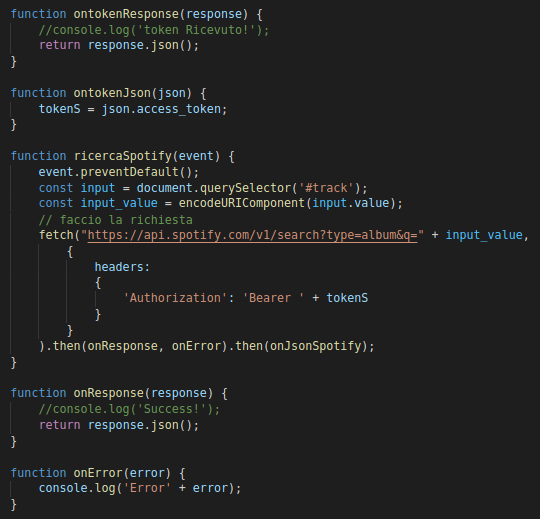 function ontokenResponse(response) {
    //console.log('token Ricevuto!');
    return response.json();
}

function ontokenJson(json) {
    tokenS = json.access_token;
}

function ricercaSpotify(event) {
    event.preventDefault();
    const input = document.querySelector('#track');
    const input_value = encodeURIComponent(input.value);
    // faccio la richiesta
    fetch("https://api.spotify.com/v1/search?type=album&q=" + input_value,
        {
            headers:
            {
                'Authorization': 'Bearer ' + tokenS
            }
        }
    ).then(onResponse, onError).then(onJsonSpotify);
}

function onResponse(response) {
    //console.log('Success!');
    return response.json();
}

function onError(error) {
    console.log('Error' + error);
}